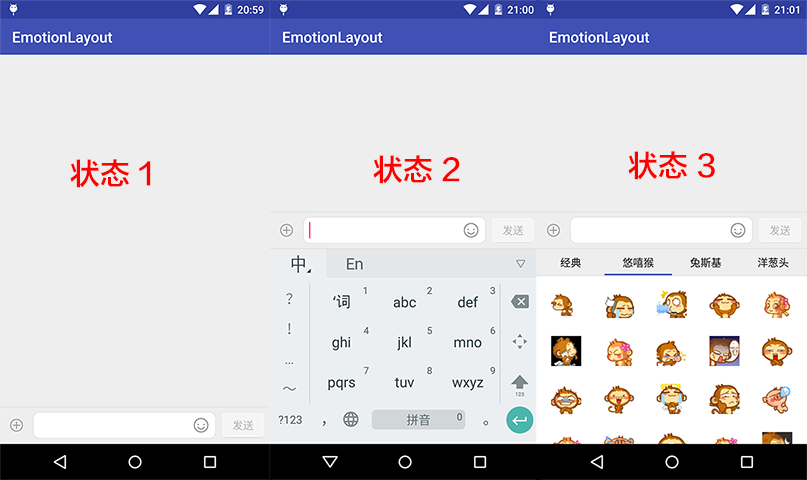 20:59
EmotionLayout
状态 1
发送
21:00
EmotionLayout
状态 2
发送
中 En
? '词 1 abc 2 def 3
! ghi 4 jkl 5 mno 6
... pqrs 7 tuv 8 wxyz 9
～
?123 ， 拼音 0 。 123
21:01
EmotionLayout
状态 3
发送
经典 悠嘻猴 兔斯基 洋葱头